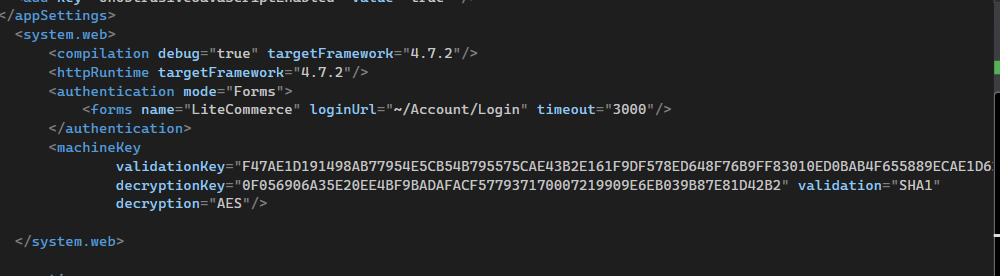 </appSettings>
<system.web>
<compilation debug="true" targetFramework="4.7.2"/>
<httpRuntime targetFramework="4.7.2"/>
<authentication mode="Forms">
<forms name="LiteCommerce" loginUrl="~/Account/Login" timeout="3000"/>
</authentication>
<machineKey
validationKey="F47AE1D191498AB77954E5CB54B795575CAE43B2E161F9DF578ED648F76B9FF83010ED0BAB4F655889ECAE1D6
decryptionKey="0F056906A35E20EE4BF9BADAFACF577937170007219909E6EB039B87E81D42B2" validation="SHA1"
decryption="AES"/>
</system.web>